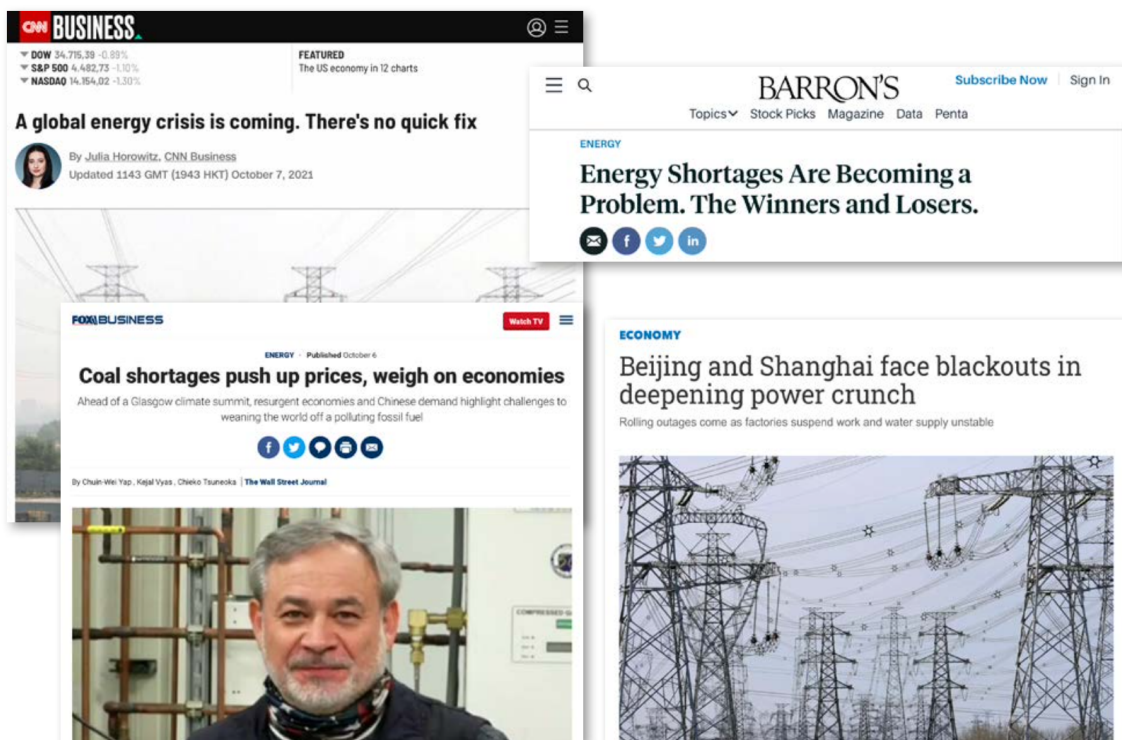 CNN BUSINESS
DOW 34.715,39 -0.89%
S&P 500 4.482,73 -1.10%
NASDAQ 14.154,02 -1.30%
FEATURED
The US economy in 12 charts
A global energy crisis is coming. There's no quick fix
By Julia Horowitz, CNN Business
Updated 1143 GMT (1943 HKT) October 7, 2021
BARRON'S
Subscribe Now
Sign In
Topics Stock Picks Magazine Data Penta
ENERGY
Energy Shortages Are Becoming a
Problem. The Winners and Losers.
FOX BUSINESS
Watch TV
ENERGY · Published October 6
Coal shortages push up prices, weigh on economies
Ahead of a Glasgow climate summit, resurgent economies and Chinese demand highlight challenges to
weaning the world off a polluting fossil fuel
By Chuin-Wei Yap , Kejal Vyas , Chieko Tsuneoka | The Wall Street Journal
ECONOMY
Beijing and Shanghai face blackouts in
deepening power crunch
Rolling outages come as factories suspend work and water supply unstable